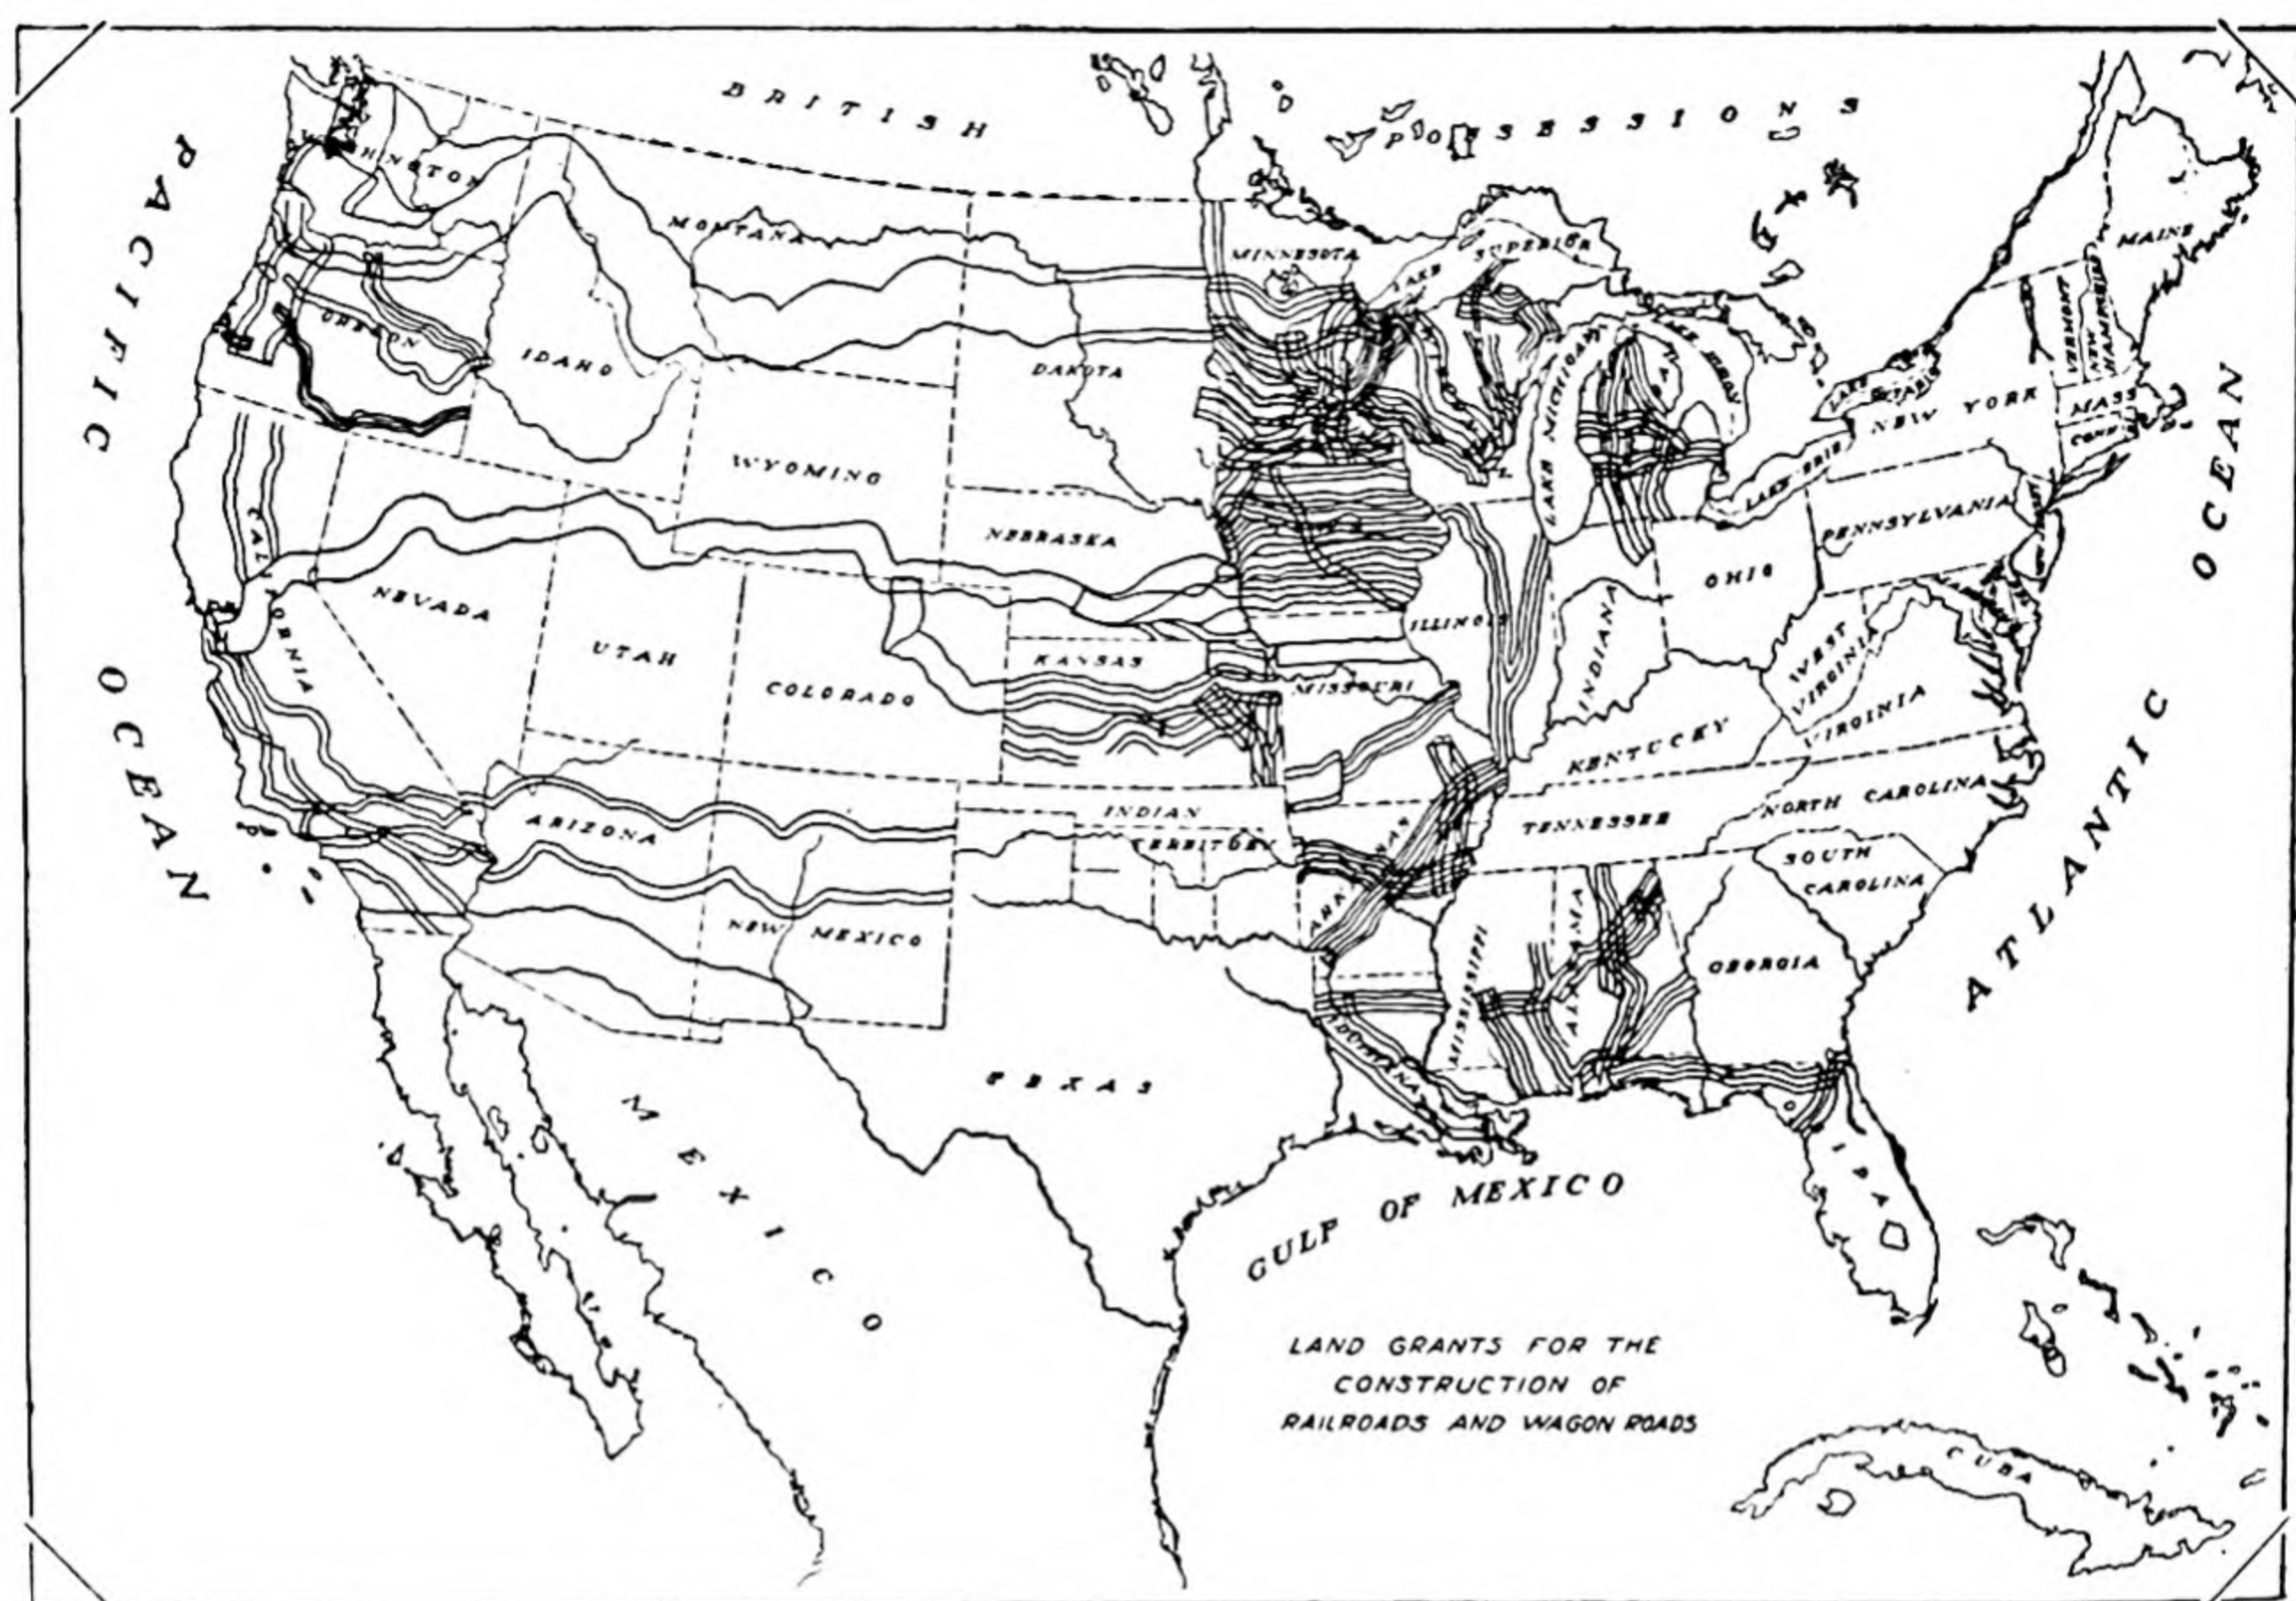 BRITISH POSSESSIONS
PACIFIC OCEAN
WASHINGTON
MONTANA
MINNESOTA
LAKE SUPERIOR
MAINE
VERMONT
NEW HAMPSHIRE
OREGON
IDAHO
DAKOTA
LAKE MICHIGAN
LAKE HURON
LAKE ONTARIO
NEW YORK
MASS
CONN
WYOMING
LAKE ERIE
PENNSYLVANIA
CALIFORNIA
NEVADA
NEBRASKA
OHIO
UTAH
COLORADO
KANSAS
ILLINOIS
INDIANA
MISSOURI
WEST VIRGINIA
VIRGINIA
KENTUCKY
ATLANTIC OCEAN
ARIZONA
INDIAN
TERRITORY
TENNESSEE
NORTH CAROLINA
SOUTH
CAROLINA
NEW MEXICO
ARK
MISSISSIPPI
ALABAMA
GEORGIA
TEXAS
LOUISIANA
MEXICO
GULF OF MEXICO
LAND GRANTS FOR THE
CONSTRUCTION OF
RAILROADS AND WAGON ROADS
CUBA